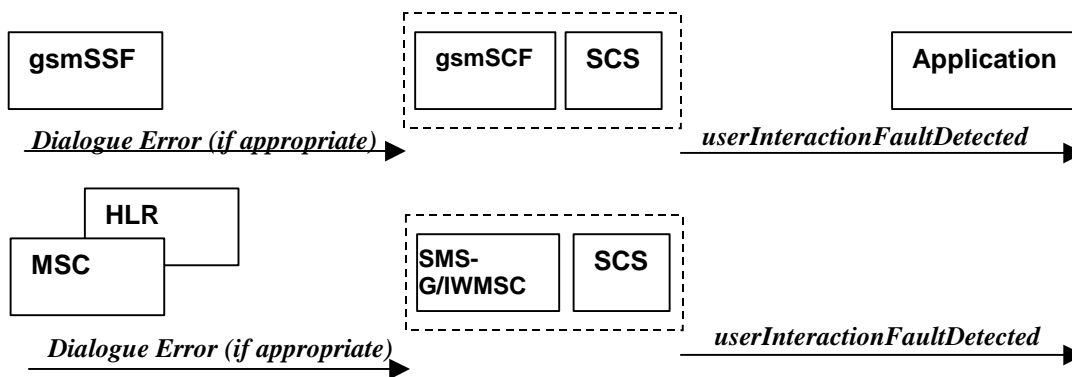 gsmSSF
gsmSCF
SCS
Application
Dialogue Error (if appropriate)
userInteractionFaultDetected
HLR
MSC
SMS-
G/IWMSC
SCS
Dialogue Error (if appropriate)
userInteractionFaultDetected